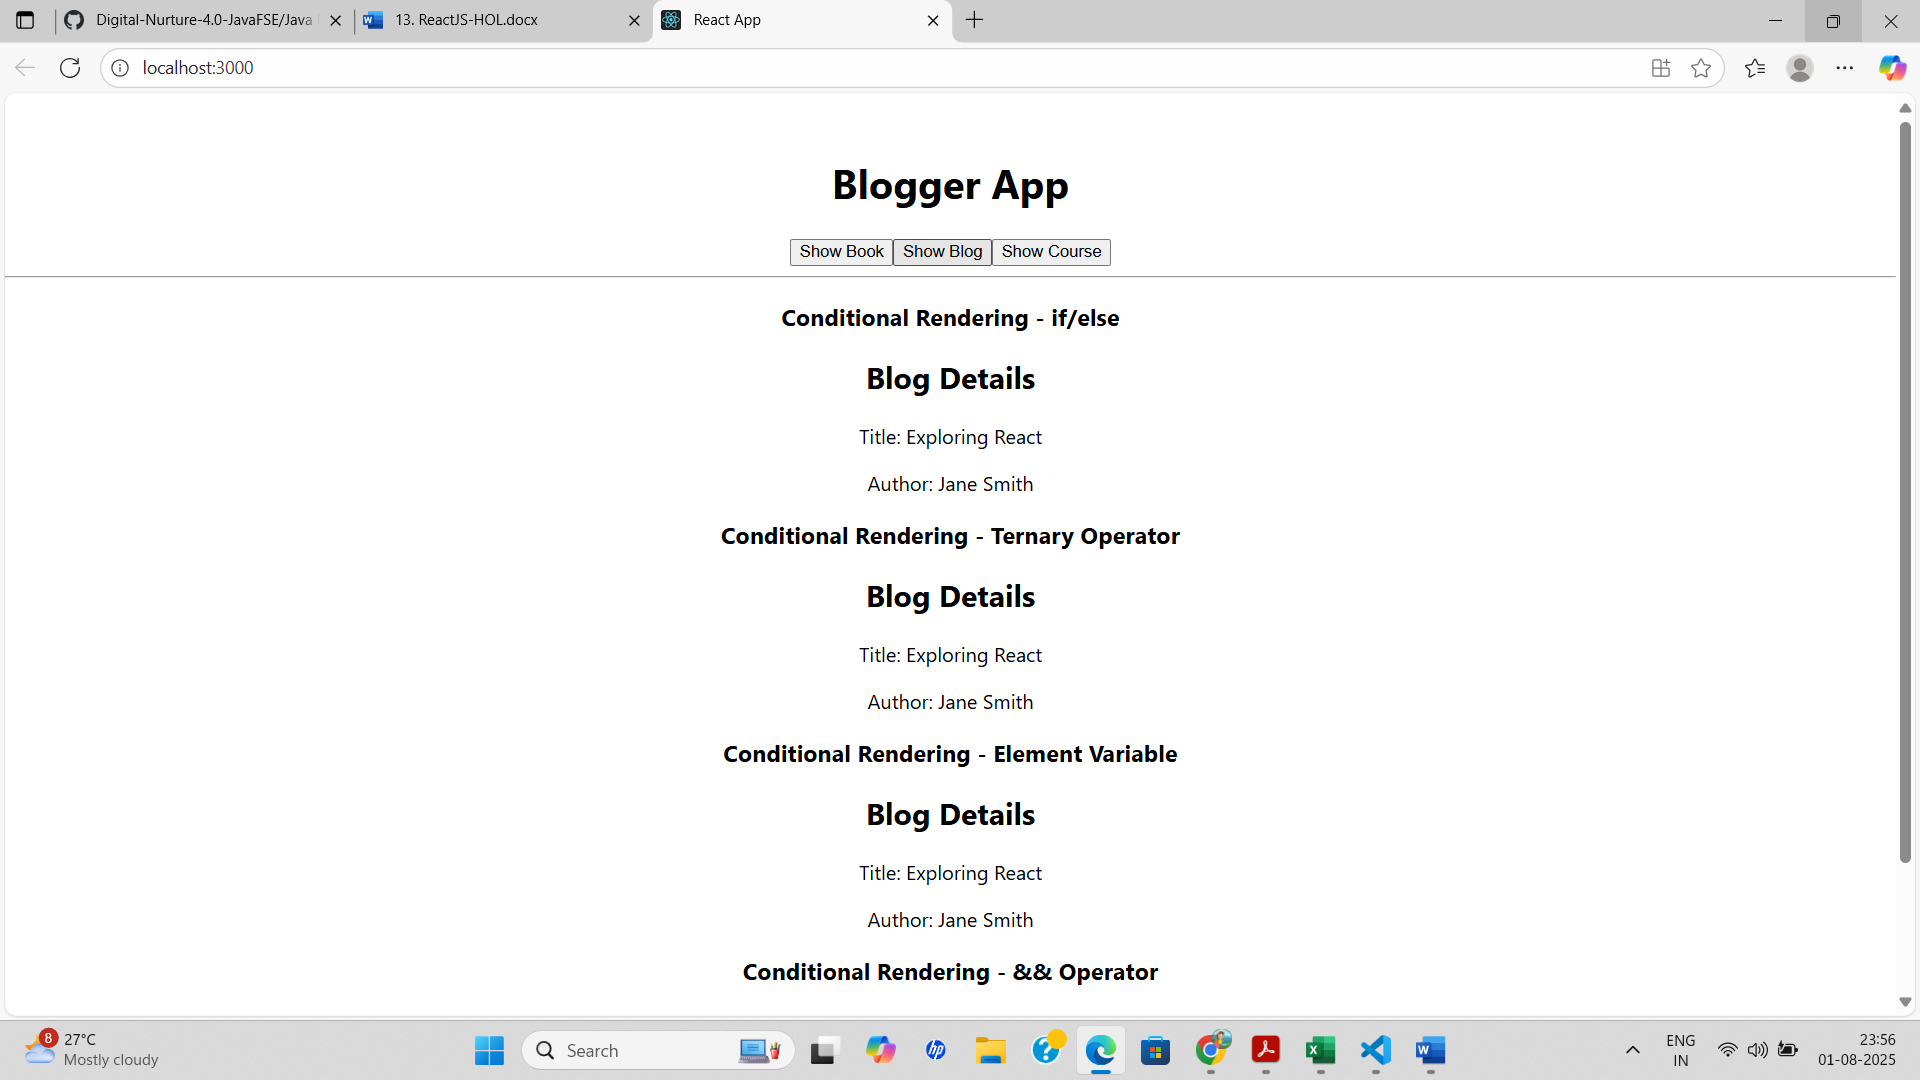 Digital-Nurture-4.0-JavaFSE/Java
13. ReactJS-HOL.docx
React App
localhost:3000
Blogger App
Show Book Show Blog Show Course
Conditional Rendering - if/else
Blog Details
Title: Exploring React
Author: Jane Smith
Conditional Rendering - Ternary Operator
Blog Details
Title: Exploring React
Author: Jane Smith
Conditional Rendering - Element Variable
Blog Details
Title: Exploring React
Author: Jane Smith
Conditional Rendering - && Operator
8
27°C
Mostly cloudy
Search
hp
ENG
IN
23:56
01-08-2025